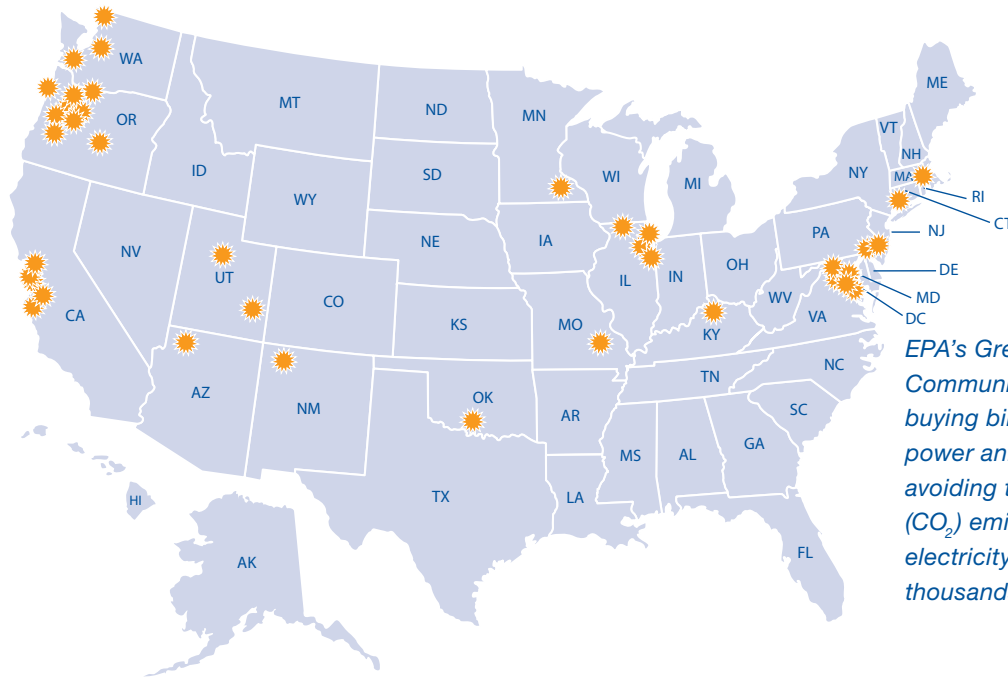 WA
ME
MT
ND
MN
VT
OR
NH
ID
SD
WI
NY
MA
MI
RI
WY
CT
IA
PA
NJ
NE
NV
OH
DE
IL
IN
UT
MD
CO
WV
CA
KS
MO
VA
DC
KY
EPA's Gre
NC
TN
Communi
AZ
OK
buying bi
NM
AR
SC
power an
MS
AL
GA
avoiding t
TX
LA
HI
(CO₂) emi
electricity
FL
AK
thousand